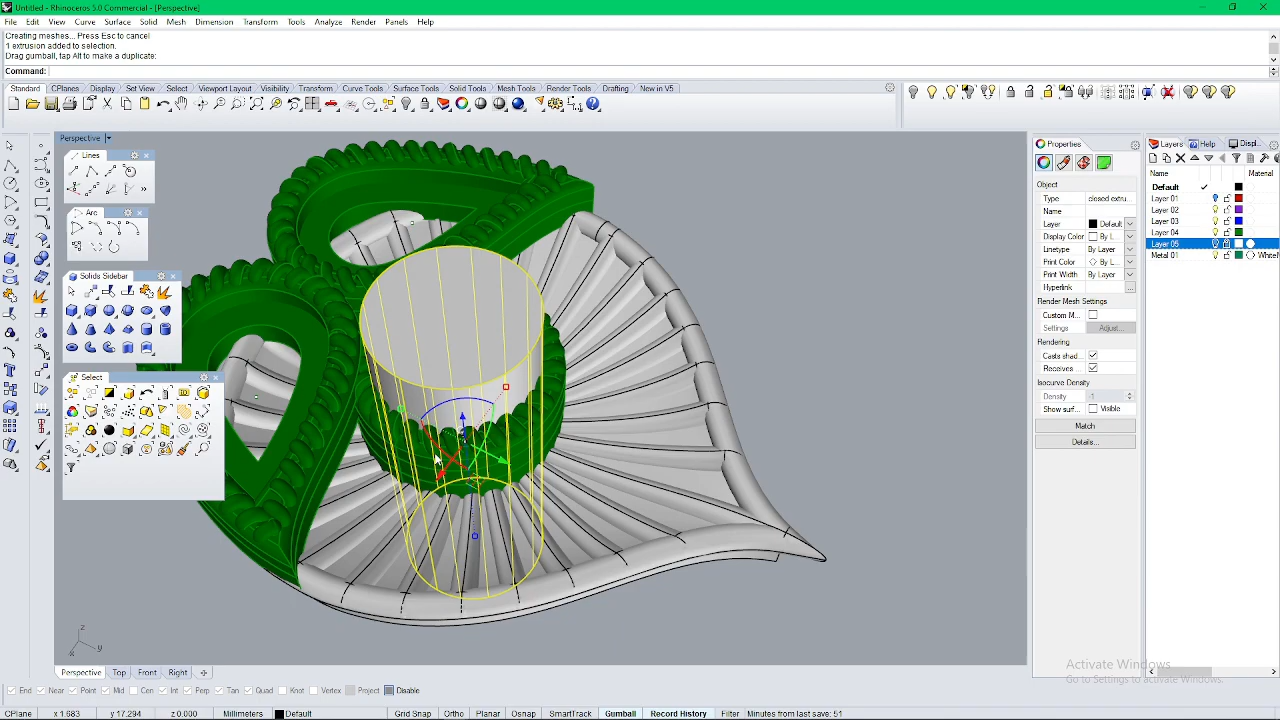 Untitled - Rhinoceros 5.0 Commercial - [Perspective]
File Edit View Curve Surface Solid Mesh Dimension Transform Tools Analyze Render Panels Help
Creating meshes... Press Esc to cancel
1 extrusion added to selection.
Drag gumball, tap Alt to make a duplicate:
Command:
Standard CPlanes Display Set View Select Viewport Layout Visibility Transform Curve Tools Surface Tools Solid Tools Mesh Tools Render Tools Drafting New in V5
Perspective
Lines
Arc
Solids Sidebar
Select
z
y
x
Properties
Object
Type closed extru...
Name
Layer Default
Display Color By L...
Linetype By Layer
Print Color By L...
Print Width By Layer
Hyperlink ...
Render Mesh Settings
Custom M...
Settings Adjust...
Rendering
Casts shad...
Receives ...
Isocurve Density
Density 1
Show surf... Visible
Match
Details...
Layers Help Displ...
Name Material
Default
Layer 01
Layer 02
Layer 03
Layer 04
Layer 05
Metal 01
Activate Windows
Go to Settings to activate Windows.
Perspective Top Front Right
End Near Point Mid Cen Int Perp Tan Quad Knot Vertex Project Disable
CPlane x 1.683 y 17.294 z 0.000 Millimeters Default Grid Snap Ortho Planar Osnap SmartTrack Gumball Record History Filter Minutes from last save: 51